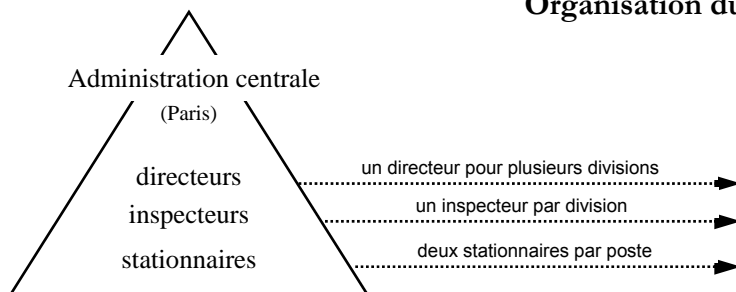 Organisation du
Administration centrale
(Paris)
directeurs
un directeur pour plusieurs divisions
inspecteurs
un inspecteur par division
stationnaires
deux stationnaires par poste